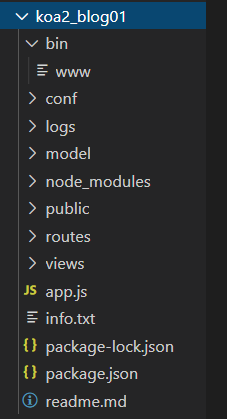 koa2_blog01
bin
www
conf
logs
model
node_modules
public
routes
views
JS app.js
info.txt
{} package-lock.json
{} package.json
readme.md